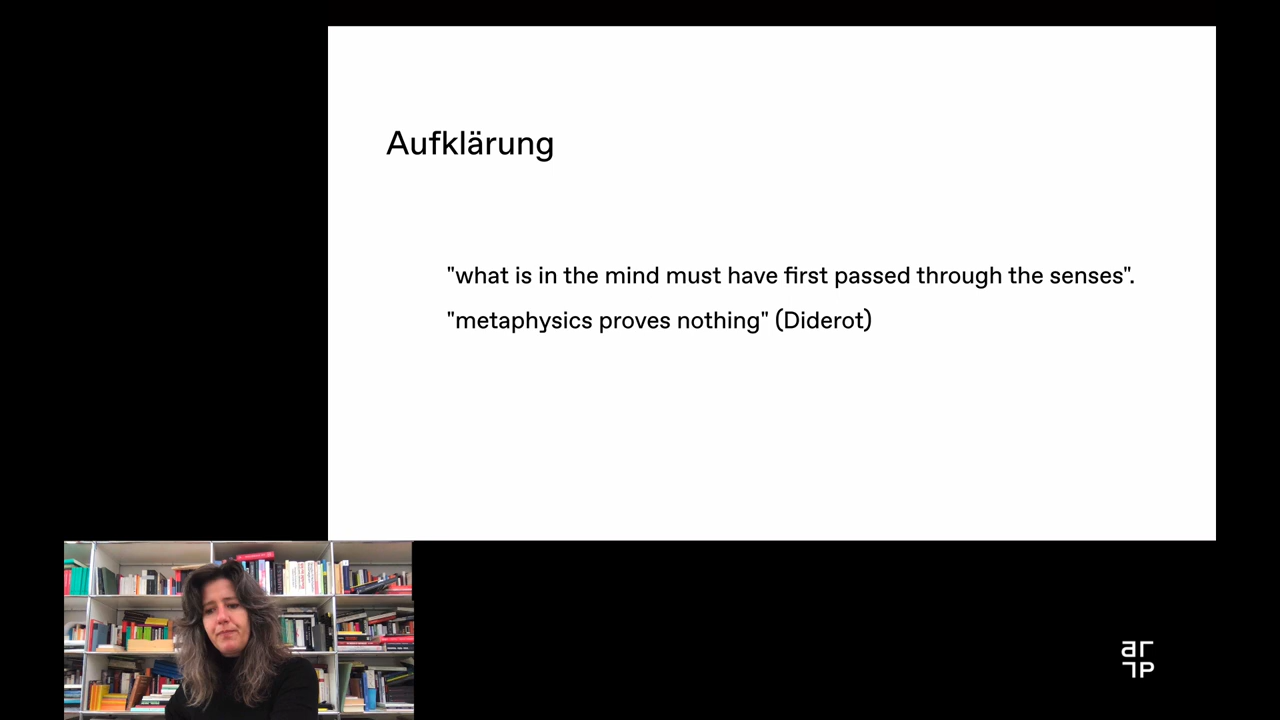 Aufklärung
"what is in the mind must have first passed through the senses".
"metaphysics proves nothing" (Diderot)